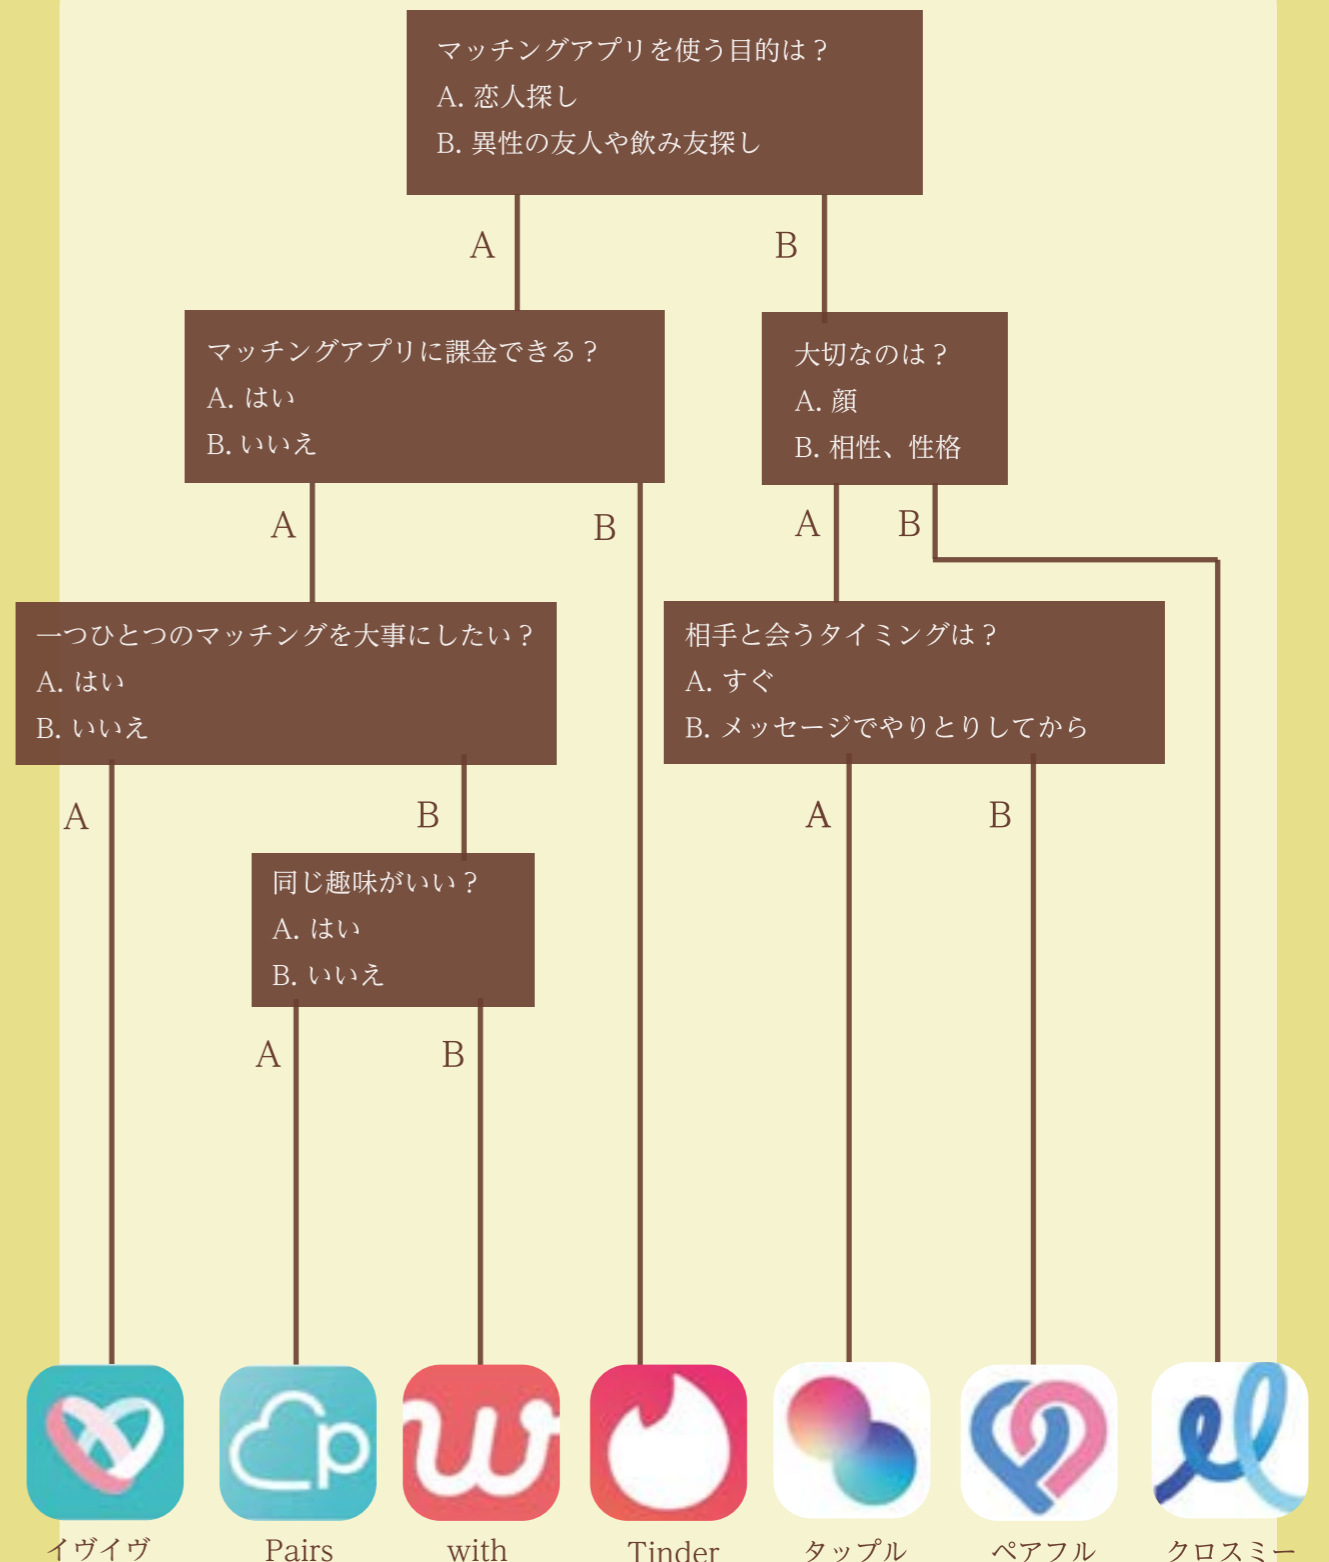 マッチングアプリを使う目的は？
A. 恋人探し
B. 異性の友人や飲み友探し
A
B
マッチングアプリに課金できる？
A. はい
B. いいえ
大切なのは？
A. 顔
B. 相性、性格
A
B
A
B
一つひとつのマッチングを大事にしたい？
A. はい
B. いいえ
相手と会うタイミングは？
A. すぐ
B. メッセージでやりとりしてから
A
B
A
B
同じ趣味がいい？
A. はい
B. いいえ
A
B
p
w
イヴイヴ
Pairs
with
Tinder
タップル
ペアフル
クロスミー